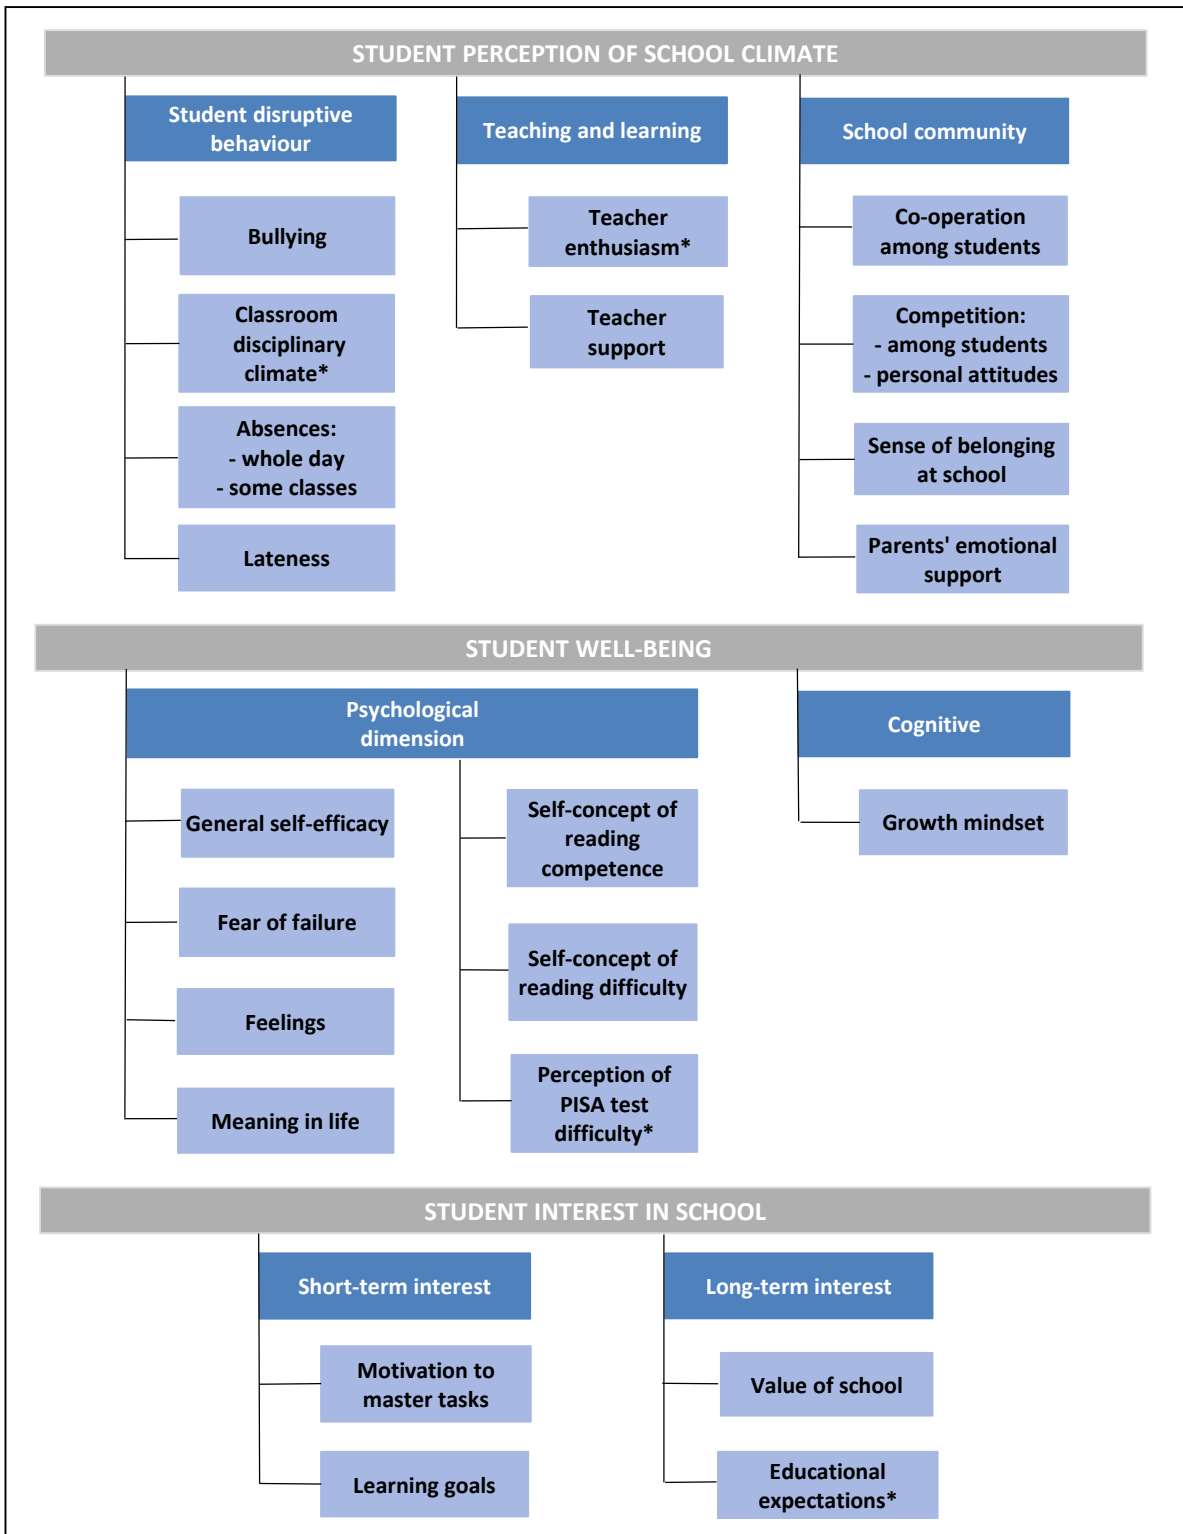 STUDENT PERCEPTION OF SCHOOL CLIMATE
Student disruptive
behaviour
Bullying
Classroom
disciplinary
climate*
Absences:
- whole day
- some classes
Lateness
Teaching and learning
Teacher
enthusiasm*
Teacher
support
School community
Co-operation
among students
Competition:
- among students
- personal attitudes
Sense of belonging
at school
Parents' emotional
support
STUDENT WELL-BEING
Psychological
dimension
General self-efficacy
Fear of failure
Feelings
Meaning in life
Self-concept of
reading
competence
Self-concept of
reading difficulty
Perception of
PISA test
difficulty*
Cognitive
Growth mindset
STUDENT INTEREST IN SCHOOL
Short-term interest
Motivation to
master tasks
Learning goals
Long-term interest
Value of school
Educational
expectations*